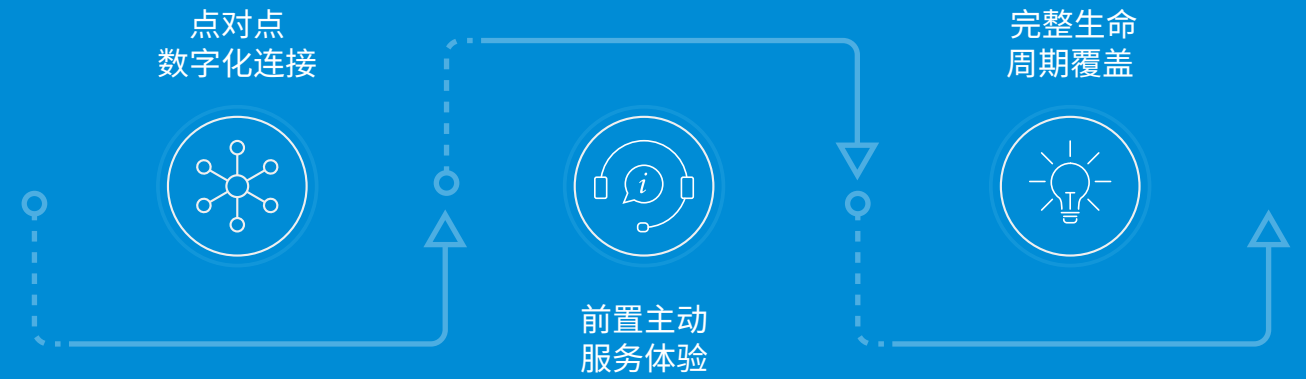 点对点
数字化连接
i
前置主动
服务体验
完整生命
周期覆盖